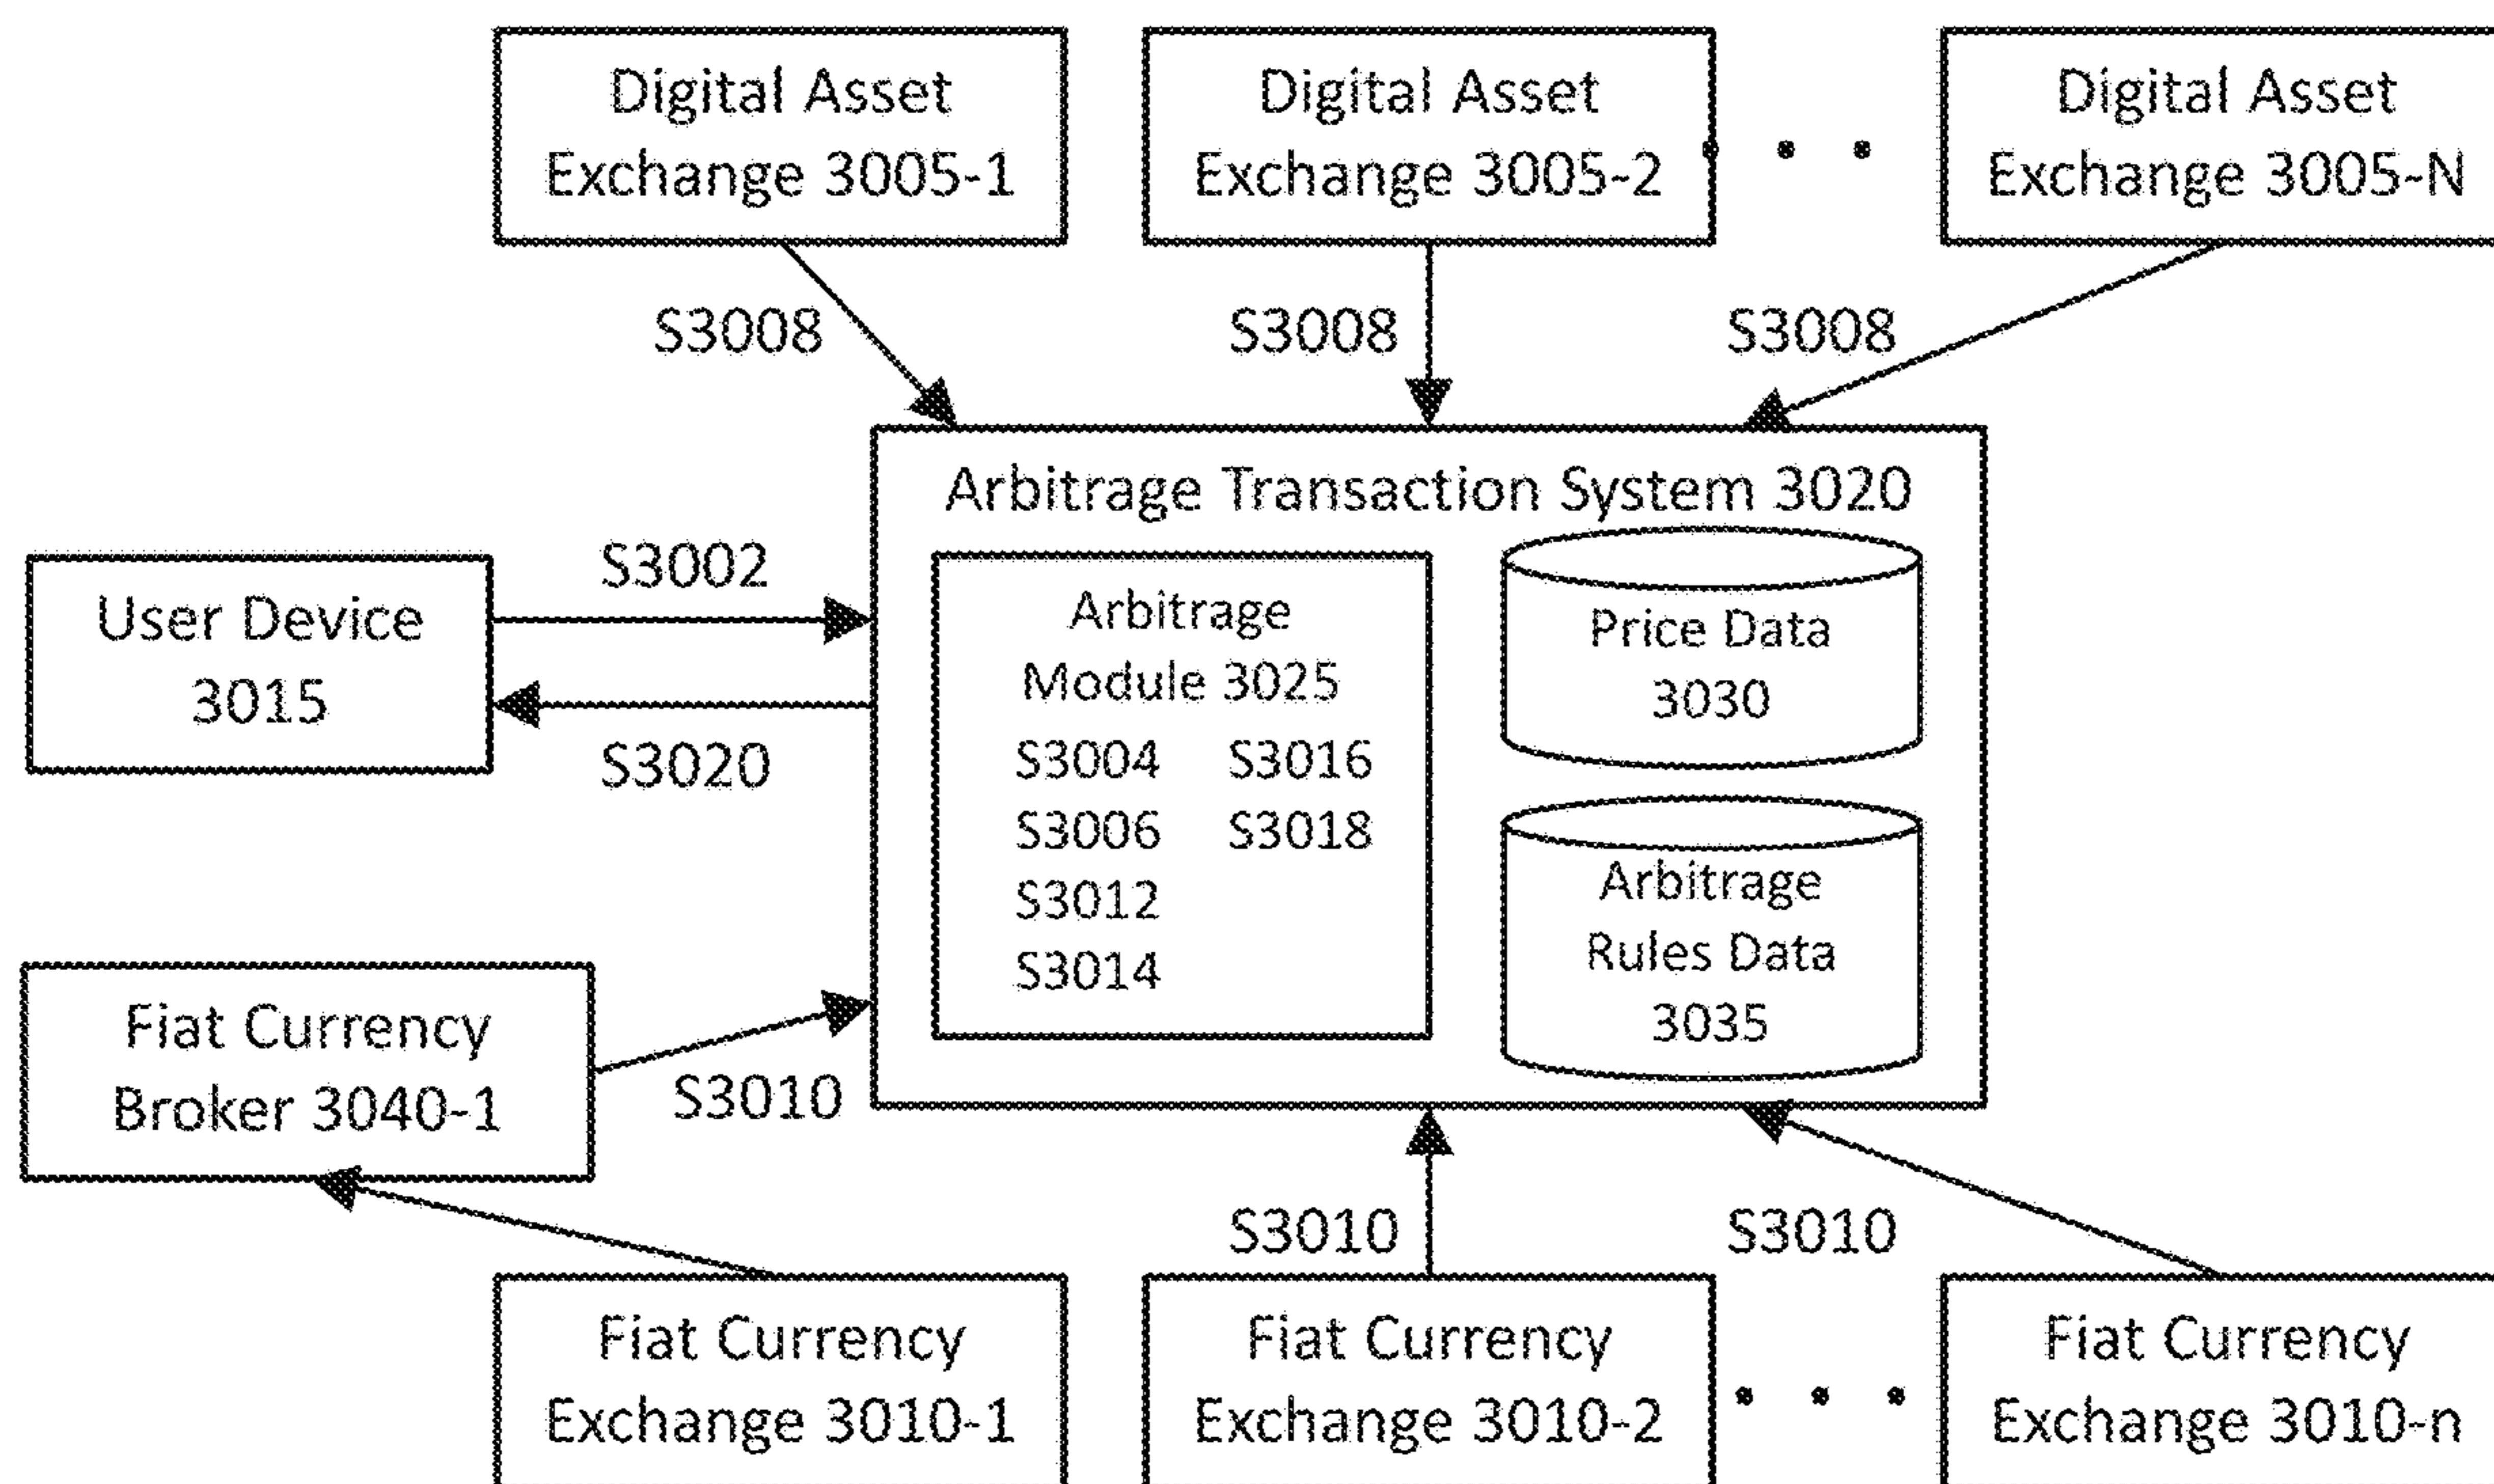 Digital Asset
Exchange 3005-1
Digital Asset
Exchange 3005-2
Digital Asset
Exchange 3005-N
S3008
S3008
S3008
Arbitrage Transaction System 3020
S3002
User Device
3015
S3020
Arbitrage
Module 3025
S3004 S3016
S3006 S3018
S3012
S3014
Price Data
3030
Arbitrage
Rules Data
3035
Fiat Currency
Broker 3040-1
S3010
S3010
S3010
Fiat Currency
Exchange 3010-1
Fiat Currency
Exchange 3010-2
Fiat Currency
Exchange 3010-n